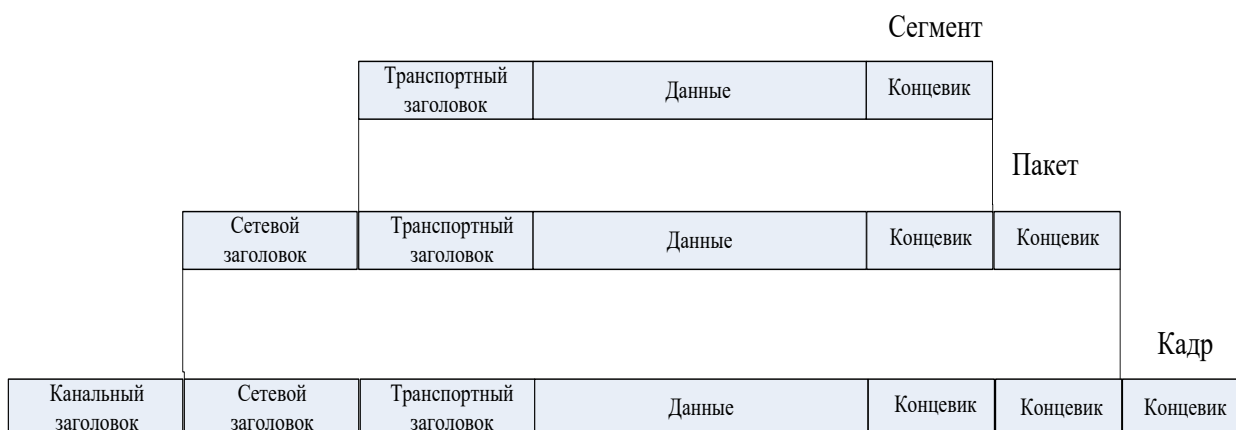 Сегмент
Транспортный заголовок Данные Концевик
Пакет
Сетевой заголовок Транспортный заголовок Данные Концевик Концевик
Кадр
Канальный заголовок Сетевой заголовок Транспортный заголовок Данные Концевик Концевик Концевик